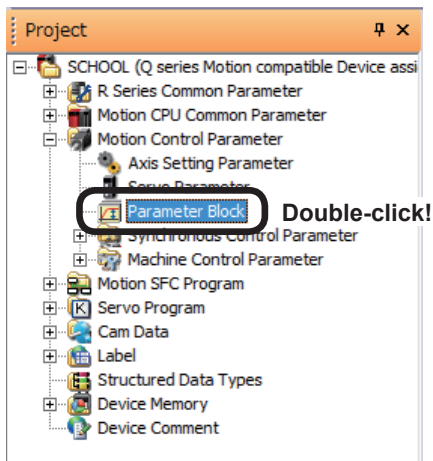 Project
SCHOOL (Q series Motion compatible Device assi
R Series Common Parameter
Motion CPU Common Parameter
Motion Control Parameter
Axis Setting Parameter
Servo Parameter
Parameter Block Double-click!
Synchronous Control Parameter
Machine Control Parameter
Motion SFC Program
Servo Program
Cam Data
Label
Structured Data Types
Device Memory
Device Comment